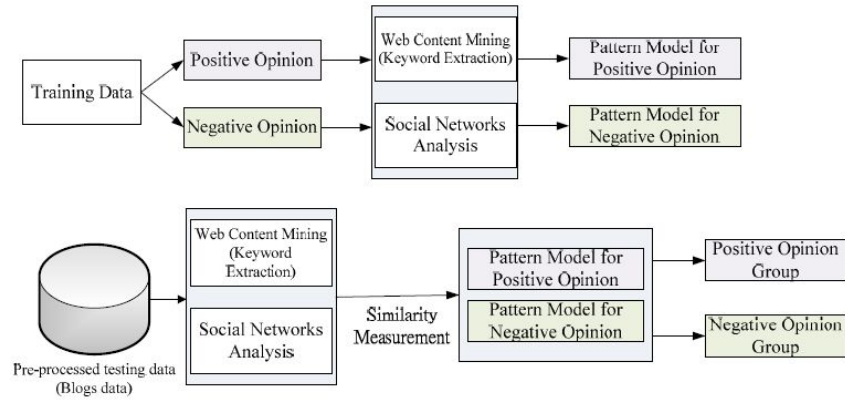 Training Data
Positive Opinion
Negative Opinion
Web Content Mining
(Keyword Extraction)
Social Networks
Analysis
Pattern Model for
Positive Opinion
Pattern Model for
Negative Opinion
Pre-processed testing data
(Blogs data)
Web Content Mining
(Keyword
Extraction)
Social Networks
Analysis
Similarity
Measurement
Pattern Model for
Positive Opinion
Pattern Model for
Negative Opinion
Positive Opinion
Group
Negative Opinion
Group